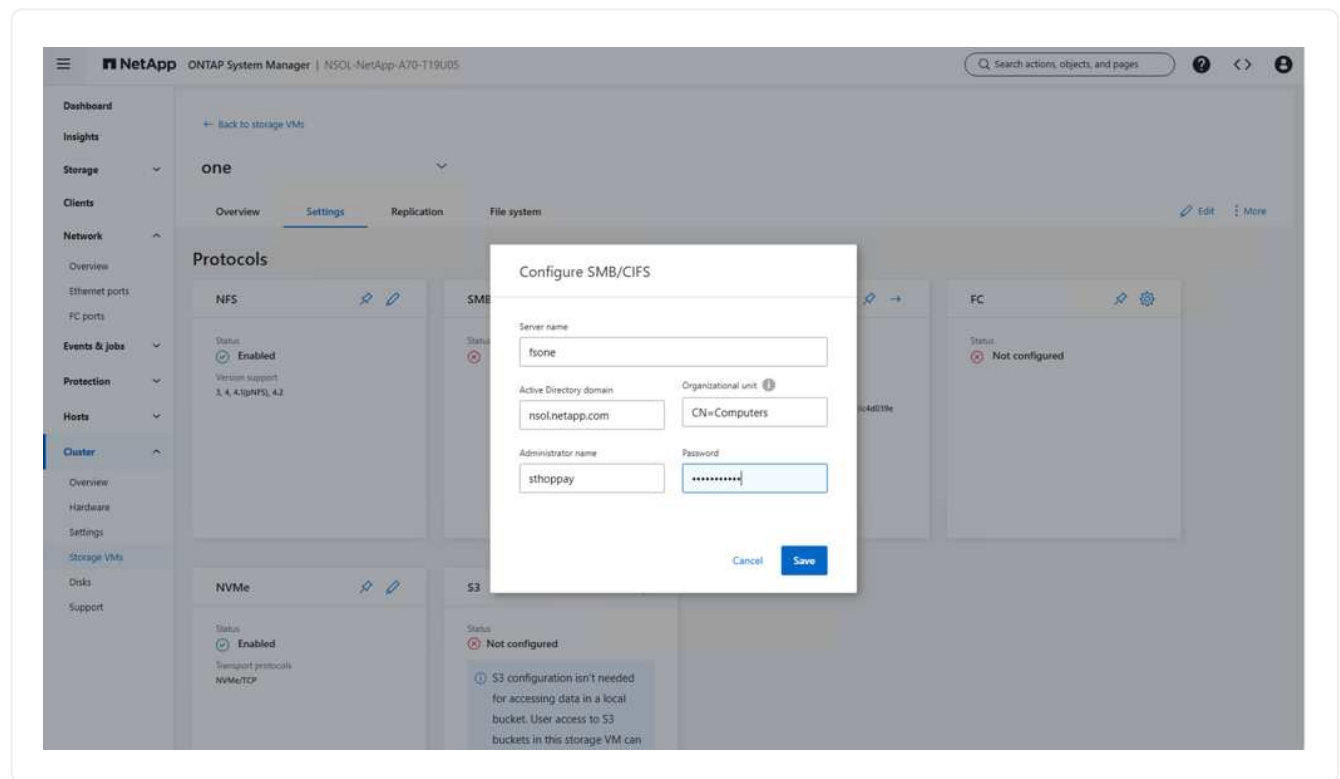 NetApp ONTAP System Manager | NSOL-NetApp-A70-T19U05
Search actions, objects, and pages
Dashboard
Insights
Storage
Clients
Network
Overview
Ethernet ports
FC ports
Events & jobs
Protection
Hosts
Cluster
Overview
Hardware
Settings
Storage VMs
Disks
Support
← Back to storage VMs
one
Overview Settings Replication File system
Edit More
Protocols
NFS
Status
Enabled
Version support
3, 4, 4.1(pNFS), 4.2
SMB
Status
FC
Status
Not configured
Configure SMB/CIFS
Server name
fsone
Active Directory domain
Organizational unit
nsol.netapp.com
CN=Computers
Administrator name
Password
sthoppay
•••••••••••
Cancel Save
NVMe
Status
Enabled
Transport protocols
NVMe/TCP
S3
Status
Not configured
S3 configuration isn't needed
for accessing data in a local
bucket. User access to S3
buckets in this storage VM can